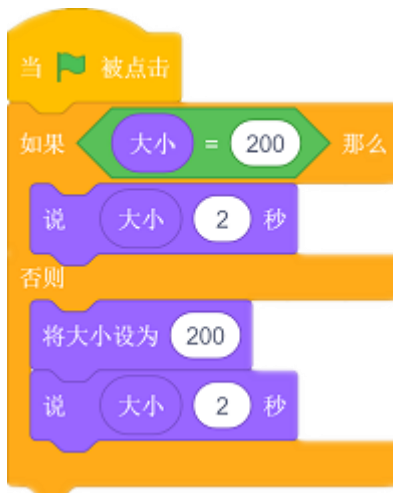 当 被点击
如果 大小 = 200 那么
说 大小 2 秒
否则
将大小设为 200
说 大小 2 秒